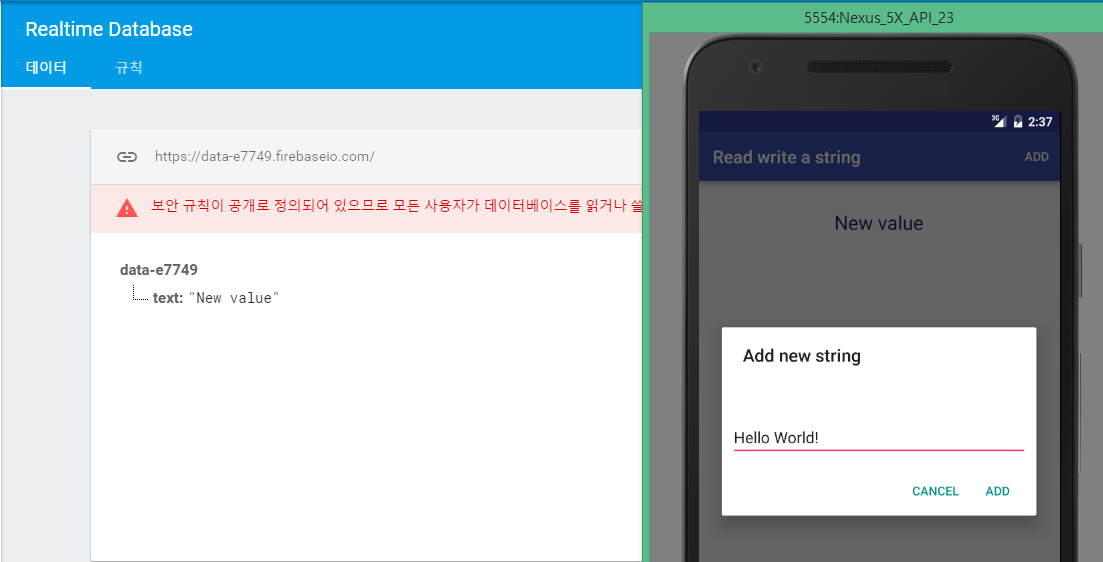 Realtime Database
데이터 규칙
https://data-e7749.firebaseio.com/
보안 규칙이 공개로 정의되어 있으므로 모든 사용자가 데이터베이스를 읽거나 쓸
data-e7749
text: "New value"
5554:Nexus_5X_API_23
3G 2:37
Read write a string ADD
New value
Add new string
Hello World!
CANCEL ADD